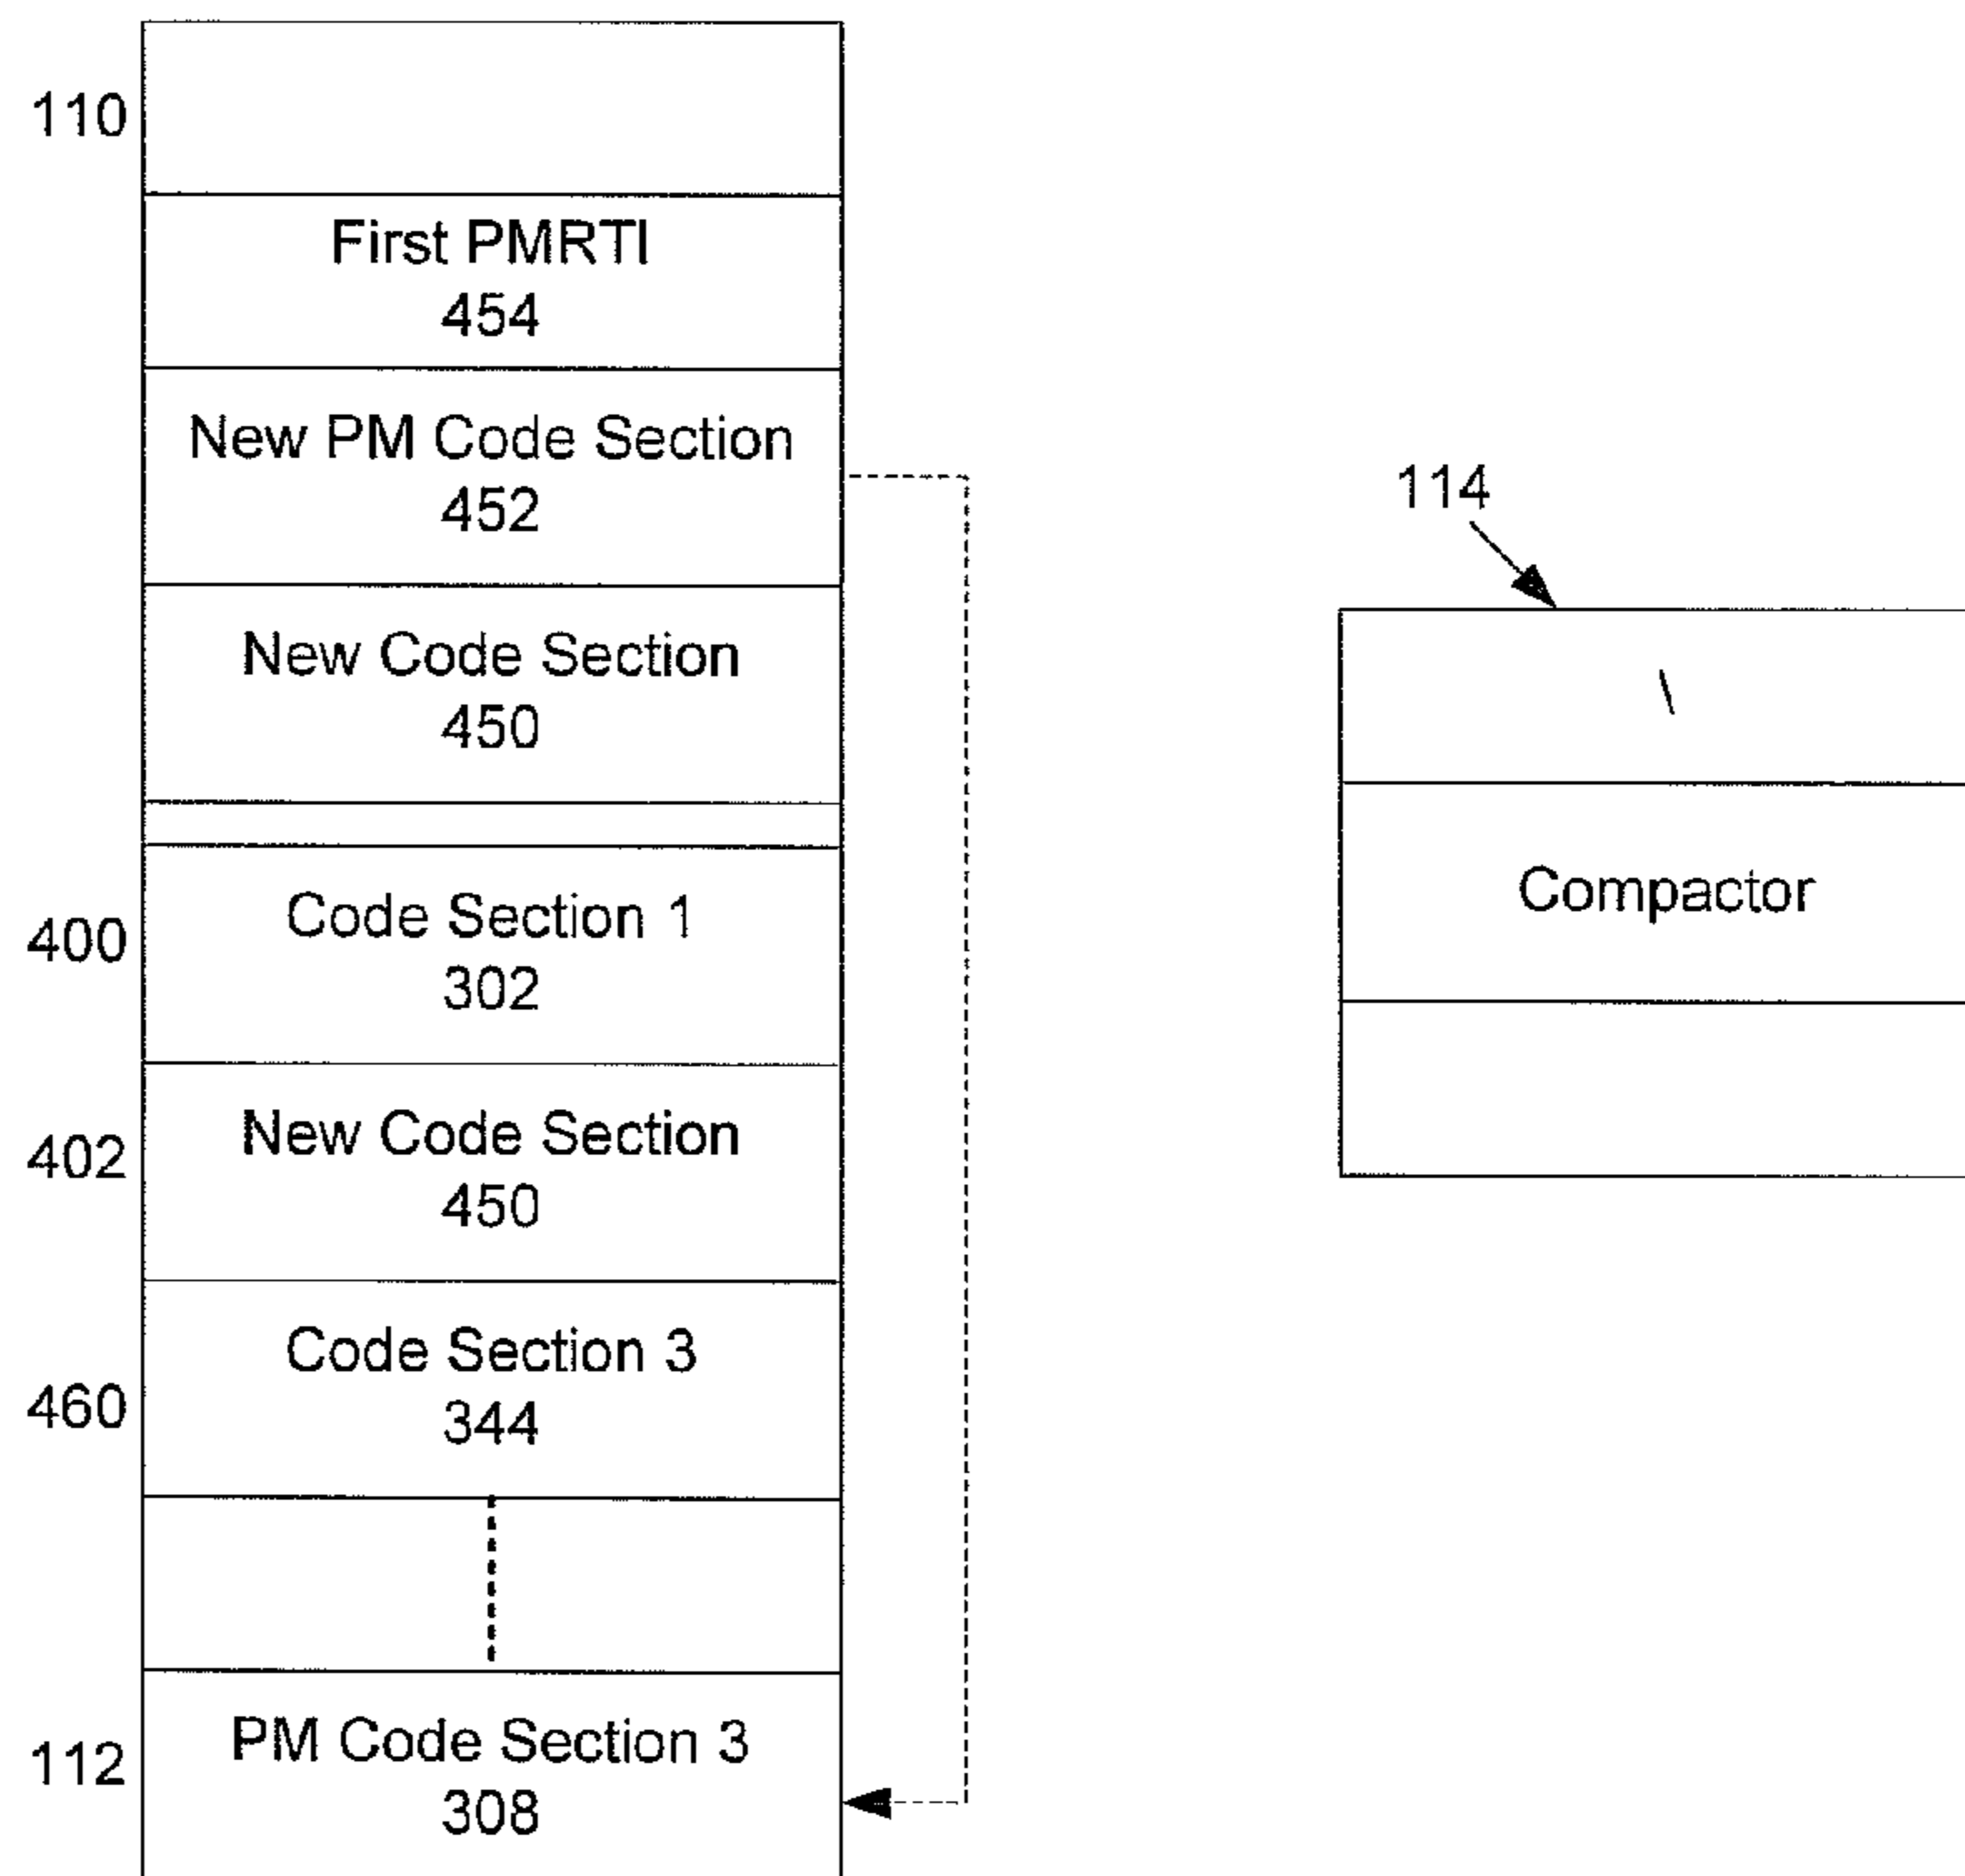 110
First PMRTI
454
New PM Code Section
452
New Code Section
450
400
Code Section 1
302
402
New Code Section
450
460
Code Section 3
344
112
PM Code Section 3
308
114
Compactor